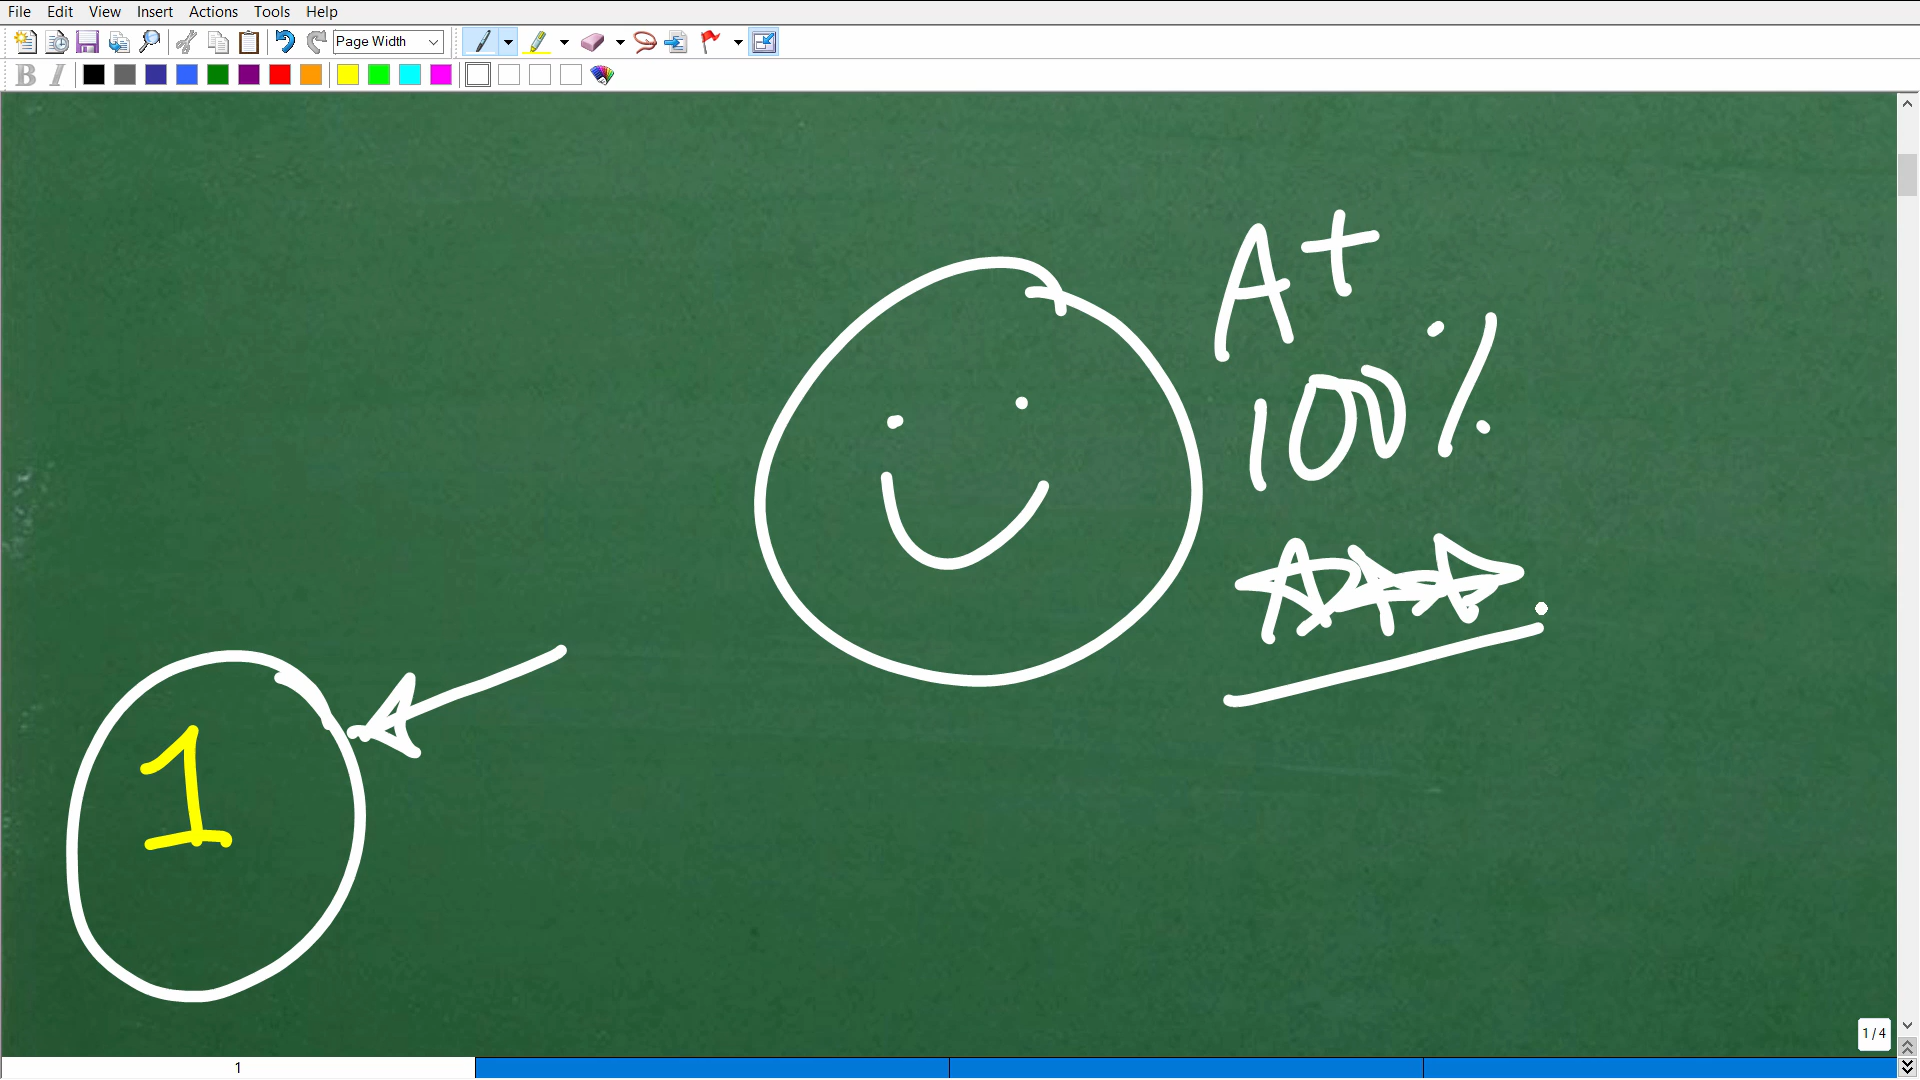 File Edit View Insert Actions Tools Help
Page Width
B I
A+
100%
1
1/4
1